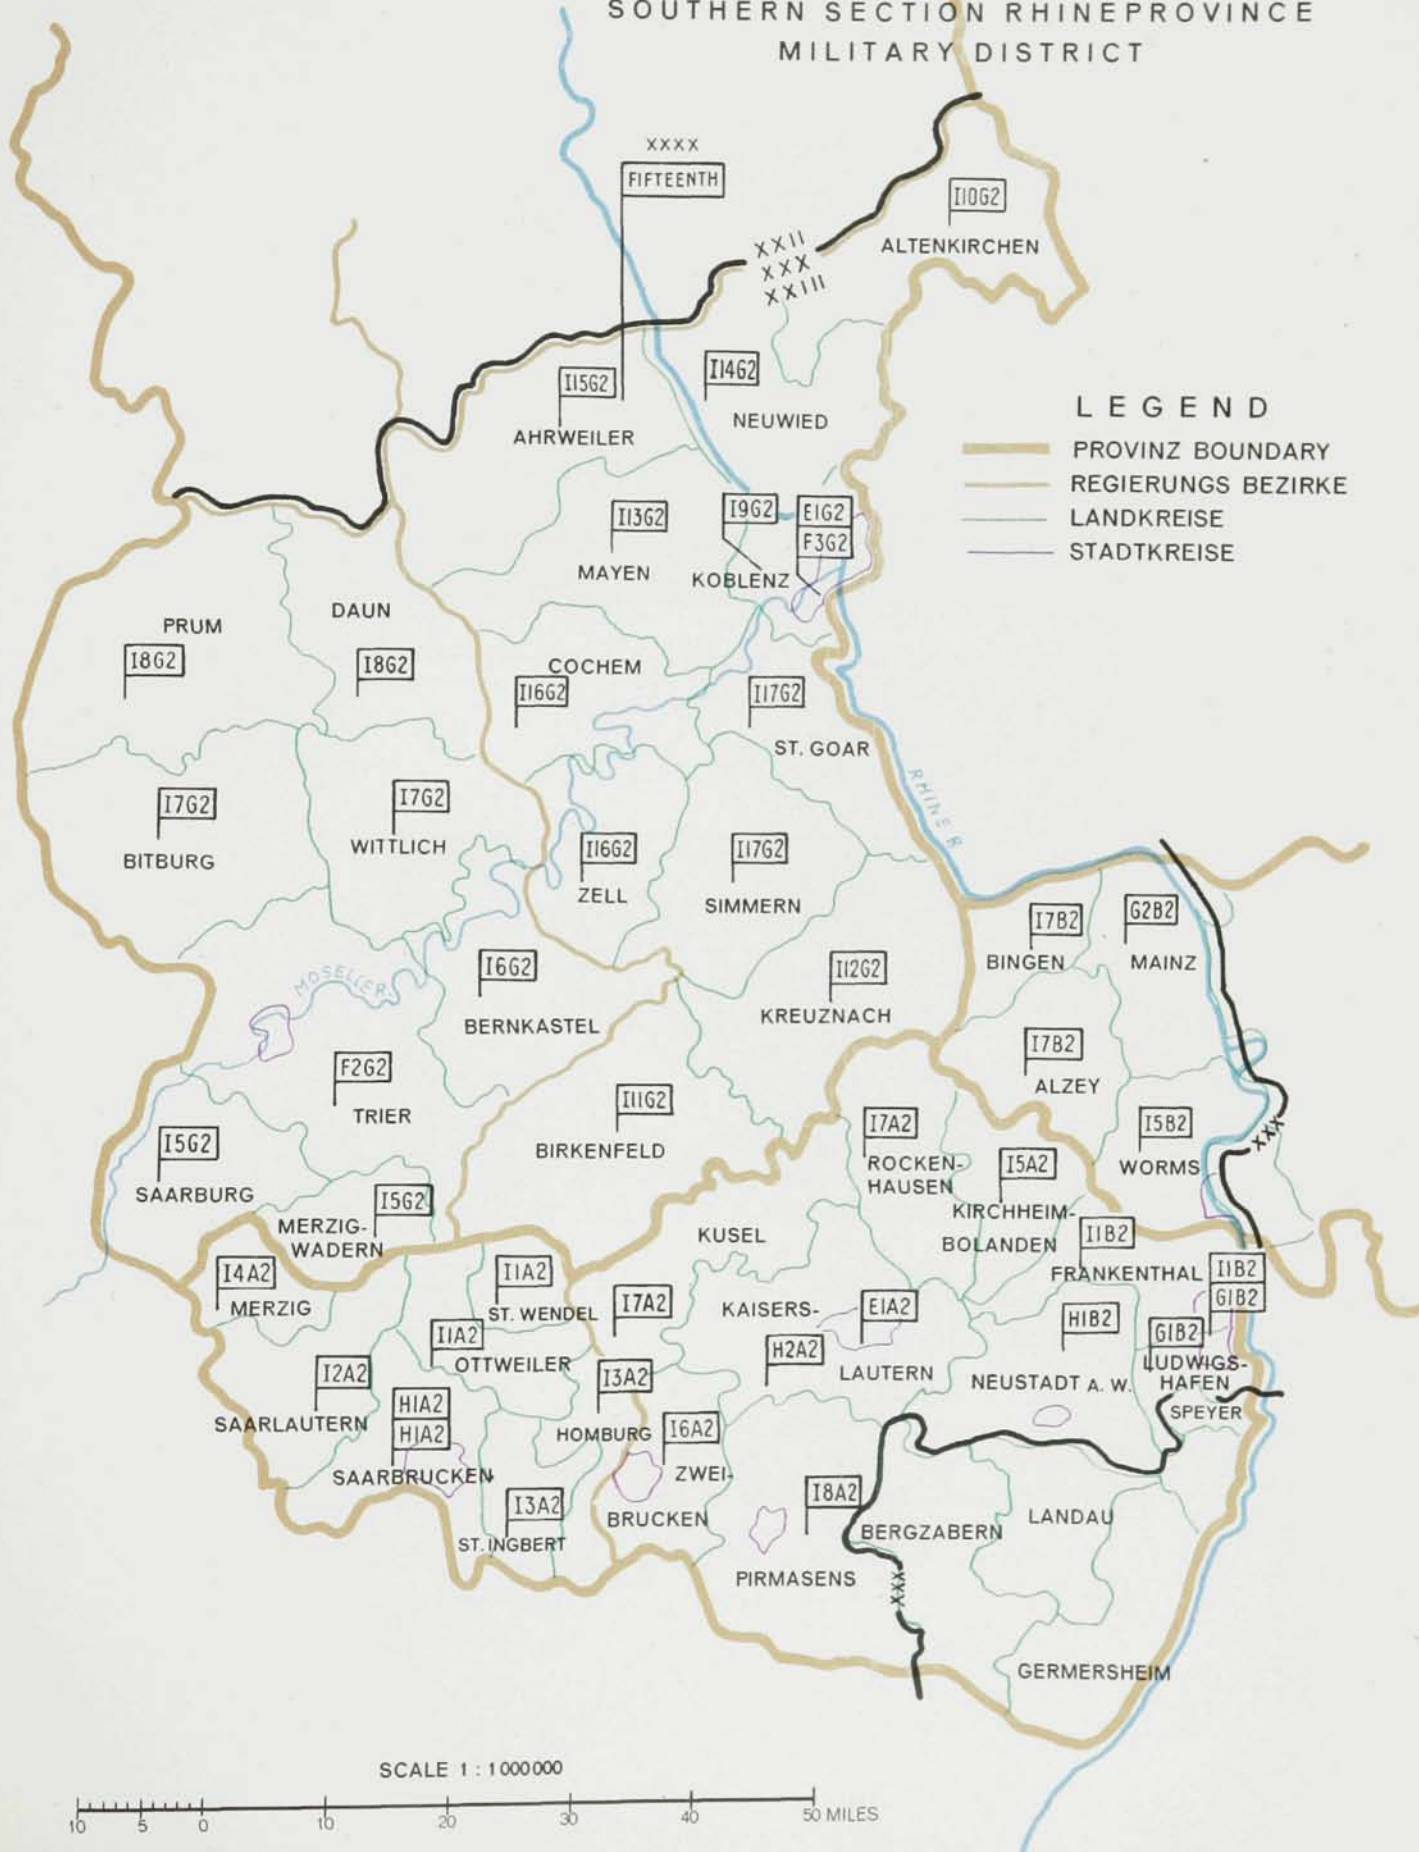 SOUTHERN SECTION RHINEPROVINCE
MILITARY DISTRICT
XXXX
FIFTEENTH
I10G2
ALTENKIRCHEN
XXII
XXX
XXIII
I15G2
AHRWEILER
I14G2
NEUWIED
LEGEND
PROVINZ BOUNDARY
REGIERUNGS BEZIRKE
LANDKREISE
STADTKREISE
I13G2
MAYEN
I9G2
KOBLENZ
E1G2
F3G2
PRUM
I8G2
DAUN
I8G2
COCHEM
I16G2
I17G2
ST. GOAR
RHINE R
I7G2
BITBURG
I7G2
WITTLICH
I16G2
ZELL
I17G2
SIMMERN
I7B2
BINGEN
G2B2
MAINZ
MOSELLE R.
I6G2
BERNKASTEL
I12G2
KREUZNACH
F2G2
TRIER
I7B2
ALZEY
I11G2
BIRKENFELD
I5G2
SAARBURG
I7A2
ROCKEN-
HAUSEN
I5A2
KIRCHHEIM-
BOLANDEN
I5B2
WORMS
XXX
I5G2
MERZIG-
WADERN
KUSEL
I7A2
I1B2
FRANKENTHAL
I1B2
G1B2
I4A2
MERZIG
I1A2
ST. WENDEL
I1A2
OTTWEILER
KAISERS-
LAUTERN
E1A2
H2A2
H1B2
NEUSTADT A. W.
G1B2
LUDWIGS-
HAFEN
SPEYER
I2A2
SAARLAUTERN
H1A2
H1A2
SAARBRUCKEN
I3A2
HOMBURG
I6A2
ZWEI-
BRUCKEN
I3A2
ST. INGBERT
I8A2
PIRMASENS
BERGZABERN
XXX
LANDAU
GERMERSHEIM
SCALE 1 : 1000000
10 5 0 10 20 30 40 50 MILES